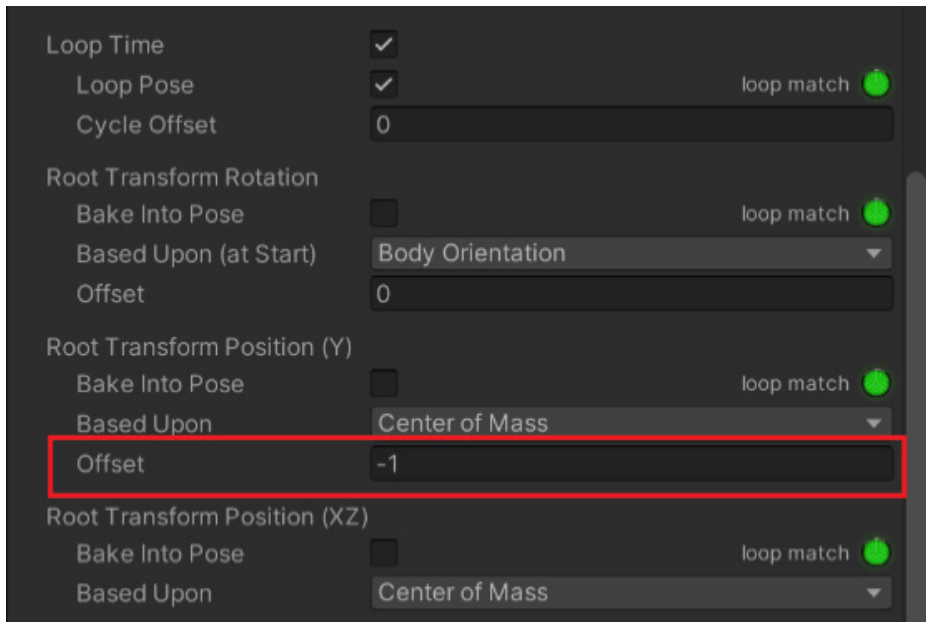 Loop Time
Loop Pose loop match
Cycle Offset 0
Root Transform Rotation
Bake Into Pose loop match
Based Upon (at Start) Body Orientation
Offset 0
Root Transform Position (Y)
Bake Into Pose loop match
Based Upon Center of Mass
Offset -1
Root Transform Position (XZ)
Bake Into Pose loop match
Based Upon Center of Mass